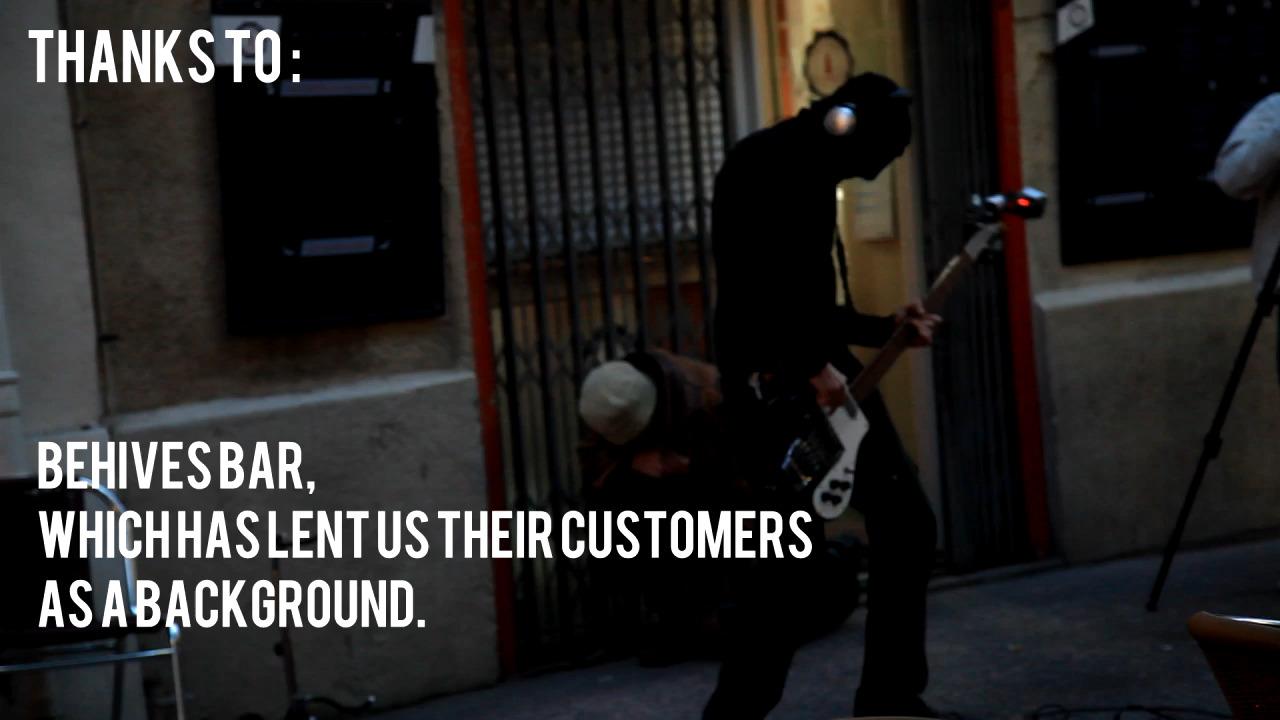 THANKS TO :
BEHIVES BAR,
WHICH HAS LENT US THEIR CUSTOMERS
AS A BACKGROUND.